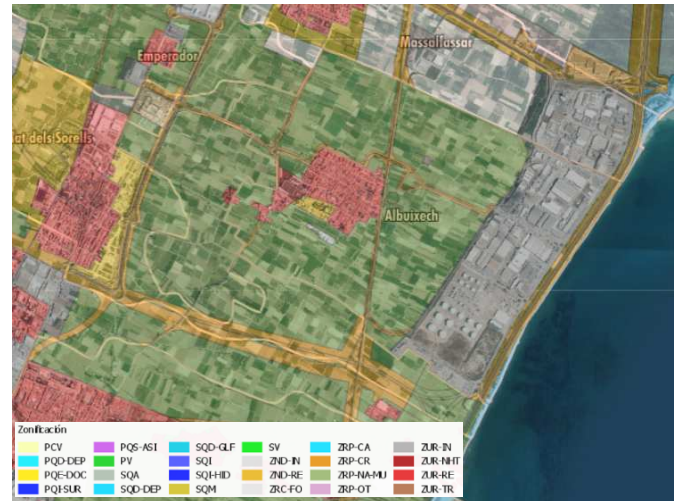 Massalfassar
Emperador
at dels Sorells
Albuixech
Zonificación
PCV PQS-ASI SQD-GLF SV ZRP-CA ZUR-IN
PQD-DEP PV SQI ZND-IN ZRP-CR ZUR-NHT
PQE-DOC SQA SQI-HID ZND-RE ZRP-NA-MU ZUR-RE
PQI-SUR SQD-DEP SQM ZRC-FO ZRP-OT ZUR-TR